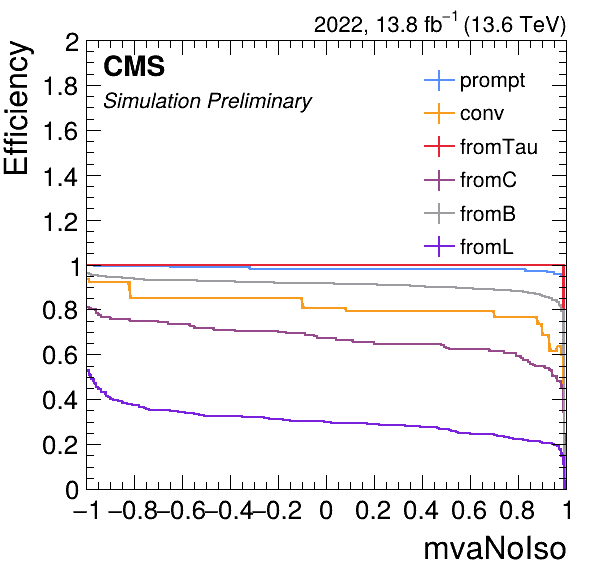 2022, 13.8 fb⁻¹ (13.6 TeV)
Efficiency
CMS
Simulation Preliminary
prompt
conv
fromTau
fromC
fromB
fromL
2
1.8
1.6
1.4
1.2
1
0.8
0.6
0.4
0.2
0
−1 −0.8 −0.6 −0.4 −0.2 0 0.2 0.4 0.6 0.8 1
mvaNoIso